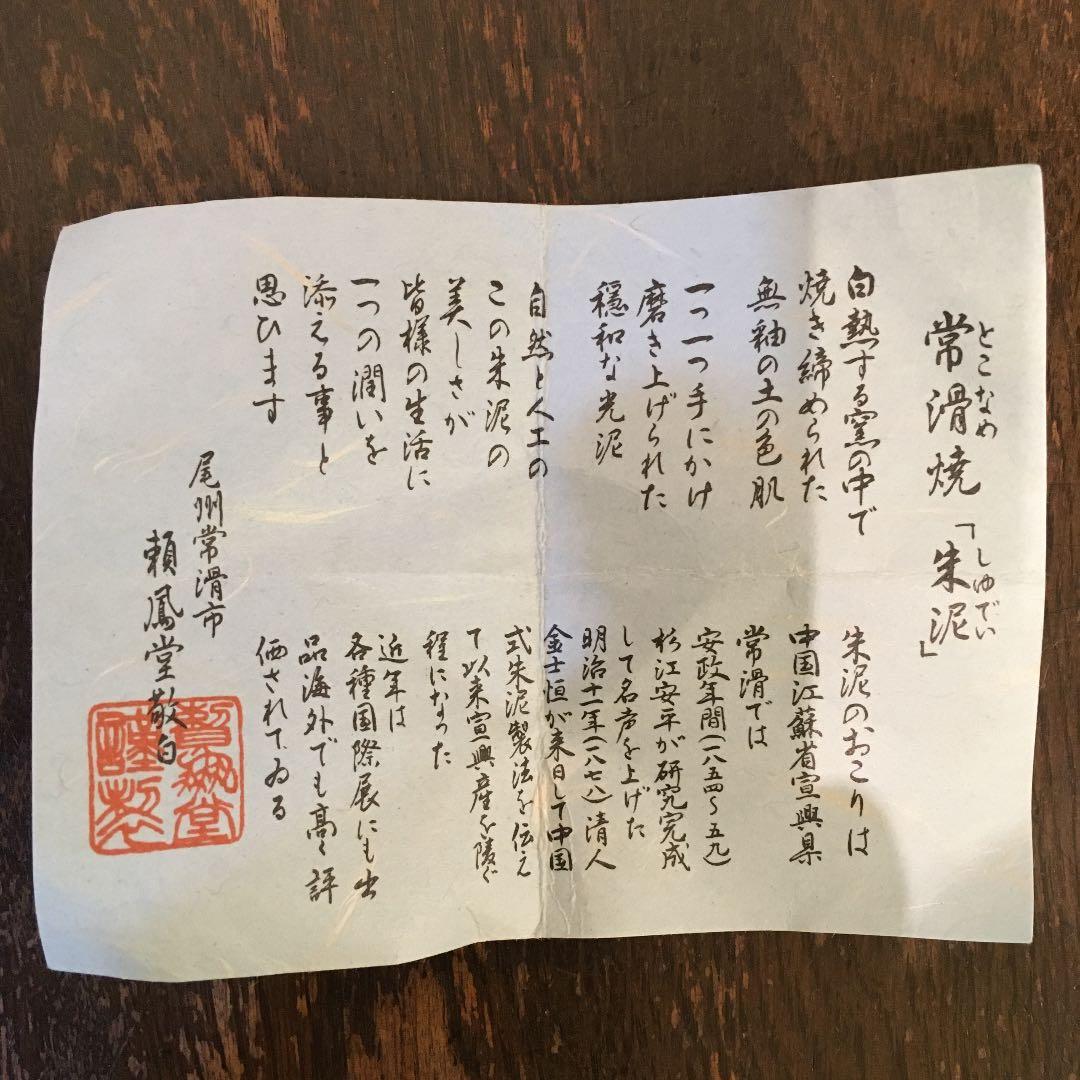 常滑焼「朱泥」
とこなめ
しゅでい
白熱する窯の中で
焼き締められた
無釉の土の色肌
一つ一つ手にかけ
磨き上げられた
穏和な光泥
自然と人工の
この朱泥の
美しさが
皆様の生活に
一つの潤いを
添える事と
思ひます
朱泥のおこりは
中国江蘇省宣興県
常滑では
安政年間(一八五四〜五九)
杉江安平が研究完成
して名声を上げた
明治十一年(一八七八)清人
金士恒が来日して中国
式朱泥製法を伝え
て以来宣興産を陵ぐ
程になった
近年は
各種国際展にも出
品海外でも高く評
価されてゐる
尾州常滑市
頼鳳堂敬白
謹製